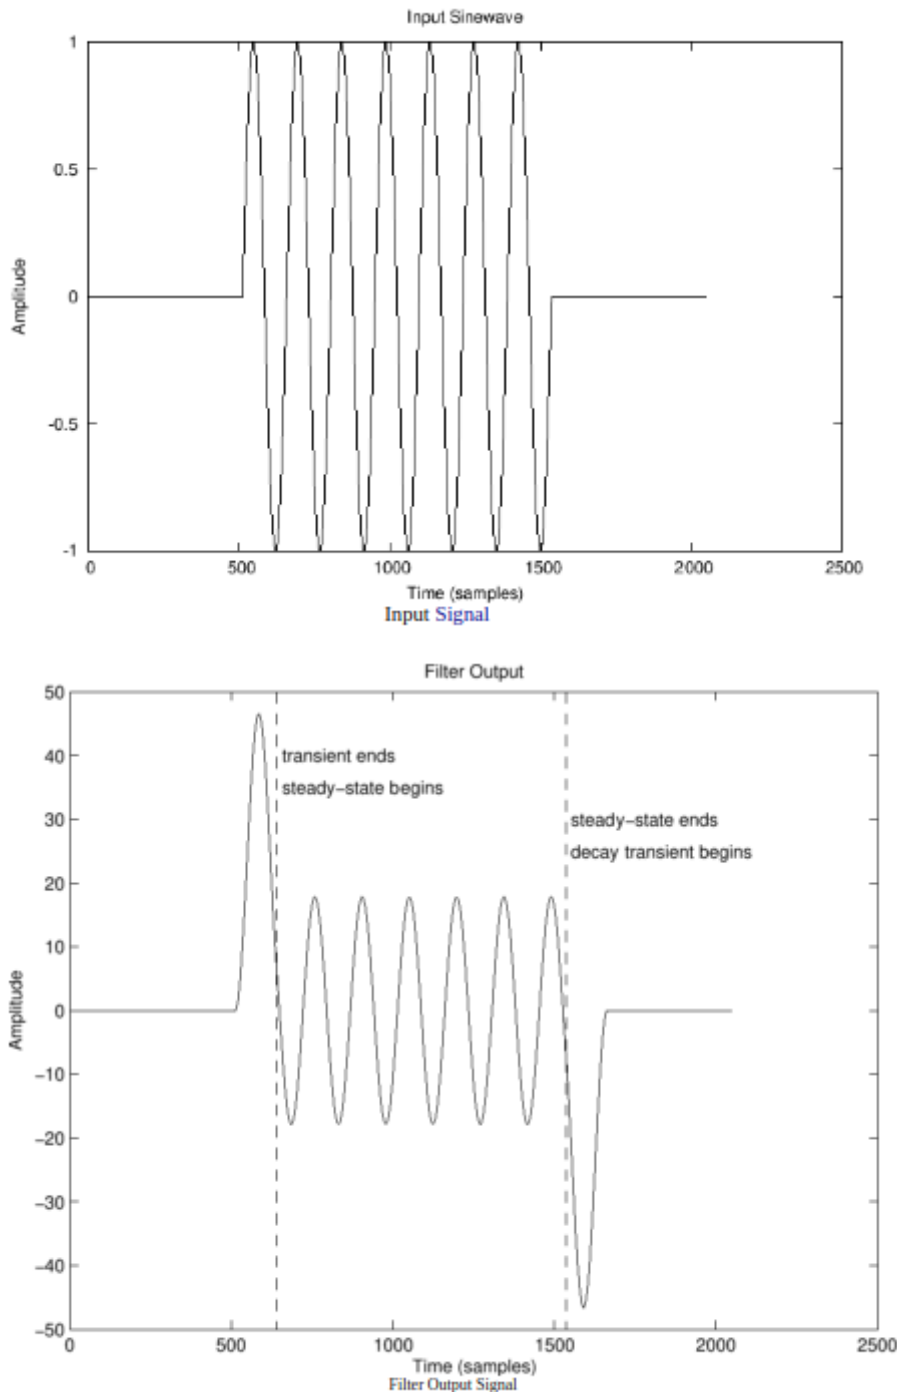 Input Sinewave
1
0.5
0
-0.5
-1
Amplitude
0 500 1000 1500 2000 2500
Time (samples)
Input Signal
Filter Output
50
40
30
20
10
0
−10
−20
−30
−40
−50
Amplitude
transient ends
steady−state begins
steady−state ends
decay transient begins
0 500 1000 1500 2000 2500
Time (samples)
Filter Output Signal